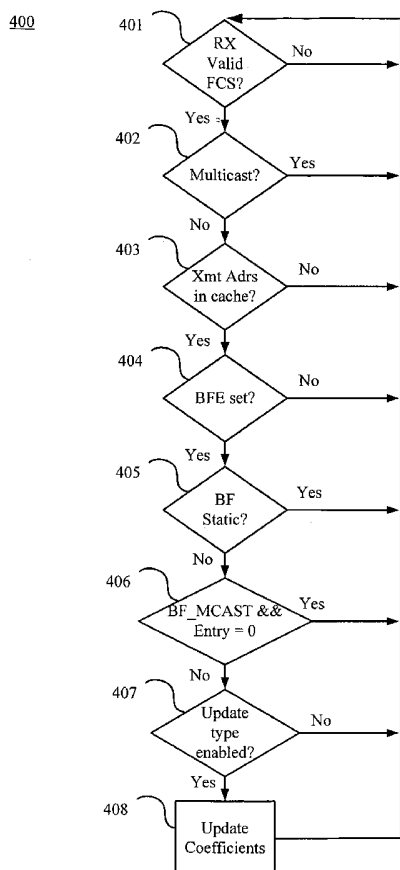 400
401
RX
Valid
FCS?
No
Yes
402
Multicast?
Yes
No
403
Xmt Adrs
in cache?
No
Yes
404
BFE set?
No
Yes
405
BF
Static?
Yes
No
406
BF_MCAST &&
Entry = 0
Yes
No
407
Update
type
enabled?
No
Yes
408
Update
Coefficients